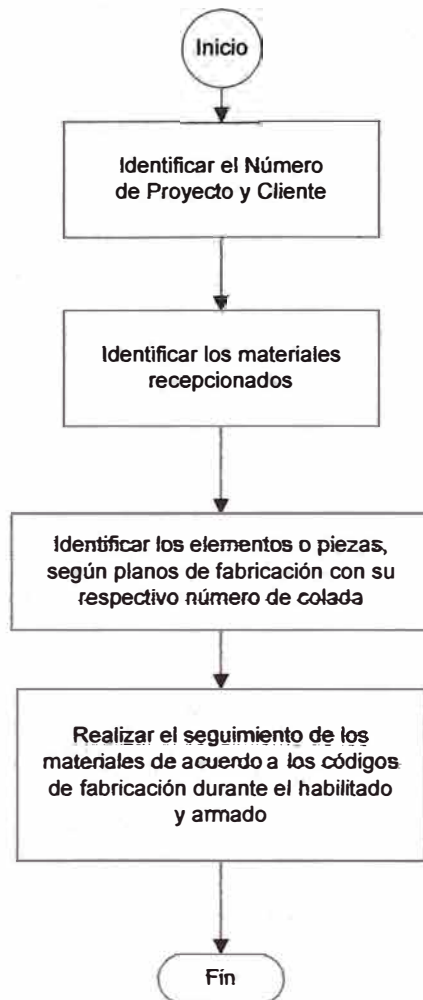 Inicio
Identificar el Número
de Proyecto y Cliente
Identificar los materiales
recepcionados
Identificar los elementos o piezas,
según planos de fabricación con su
respectivo número de colada
Realizar el seguimiento de los
materiales de acuerdo a los códigos
de fabricación durante el habilitado
y armado
Fín